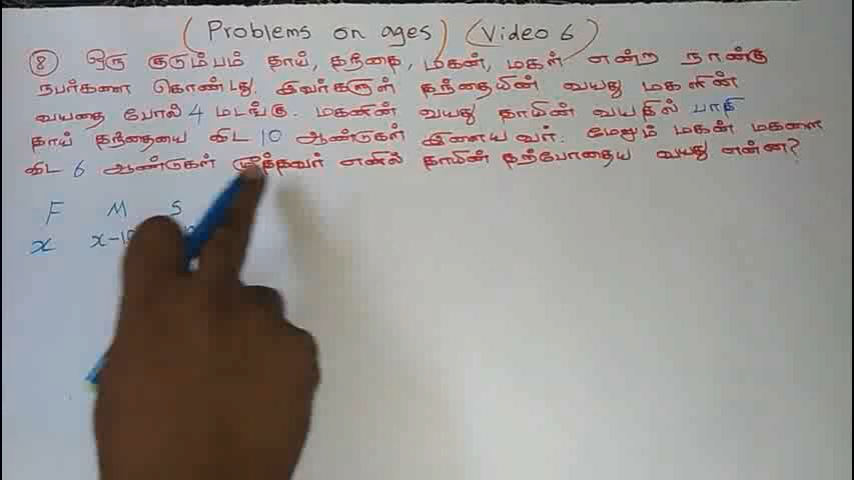 (Problems on ages) (Video 6)
8 ஒரு குடும்பம் தாய், தந்தை, மகன், மகள் என்ற நான்கு
நபர்களை கொண்டது. இவர்களுள் தந்தையின் வயது மகளின்
வயதை போல் 4 மடங்கு. மகனின் வயது தாயின் வயதில் பாதி
தாய் தந்தையை விட 10 ஆண்டுகள் இளையவள். மேலும் மகன் மகளை
விட 6 ஆண்டுகள் மூத்தவர் எனில் தாயின் தற்போதைய வயது என்ன?
F M S
x x-10